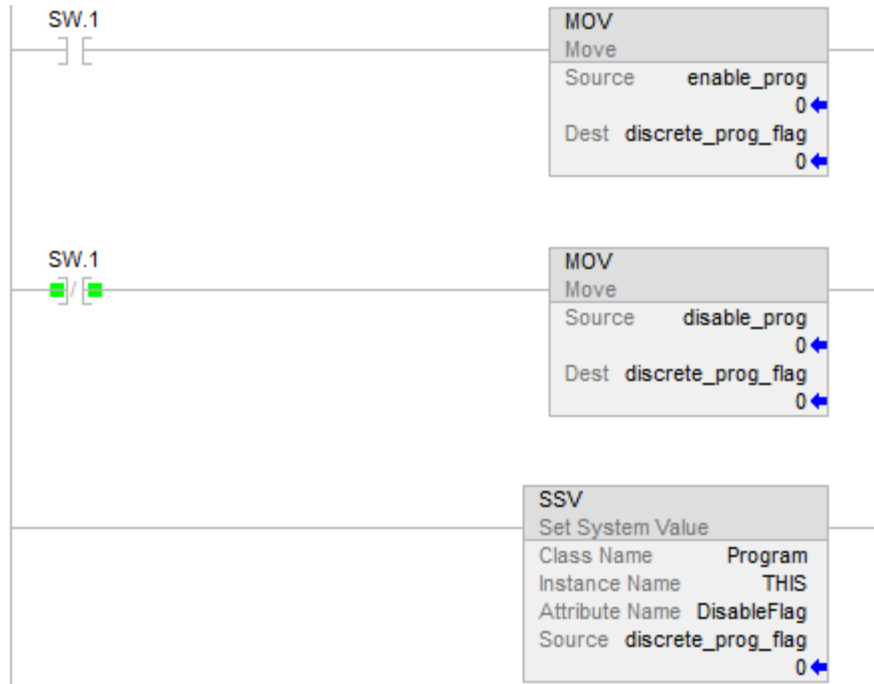 SW.1
MOV
Move
Source enable_prog
0
Dest discrete_prog_flag
0
SW.1
MOV
Move
Source disable_prog
0
Dest discrete_prog_flag
0
SSV
Set System Value
Class Name Program
Instance Name THIS
Attribute Name DisableFlag
Source discrete_prog_flag
0